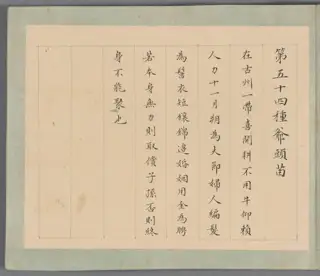 第五十四種爺頭苗
在古州一帶喜開耕不用牛仰賴
人力十一月朔為大節婦人編髮
為髻衣短鑲錦邊婚姻用金為聘
若本身無力則取償子孫否則終
身不能聚也